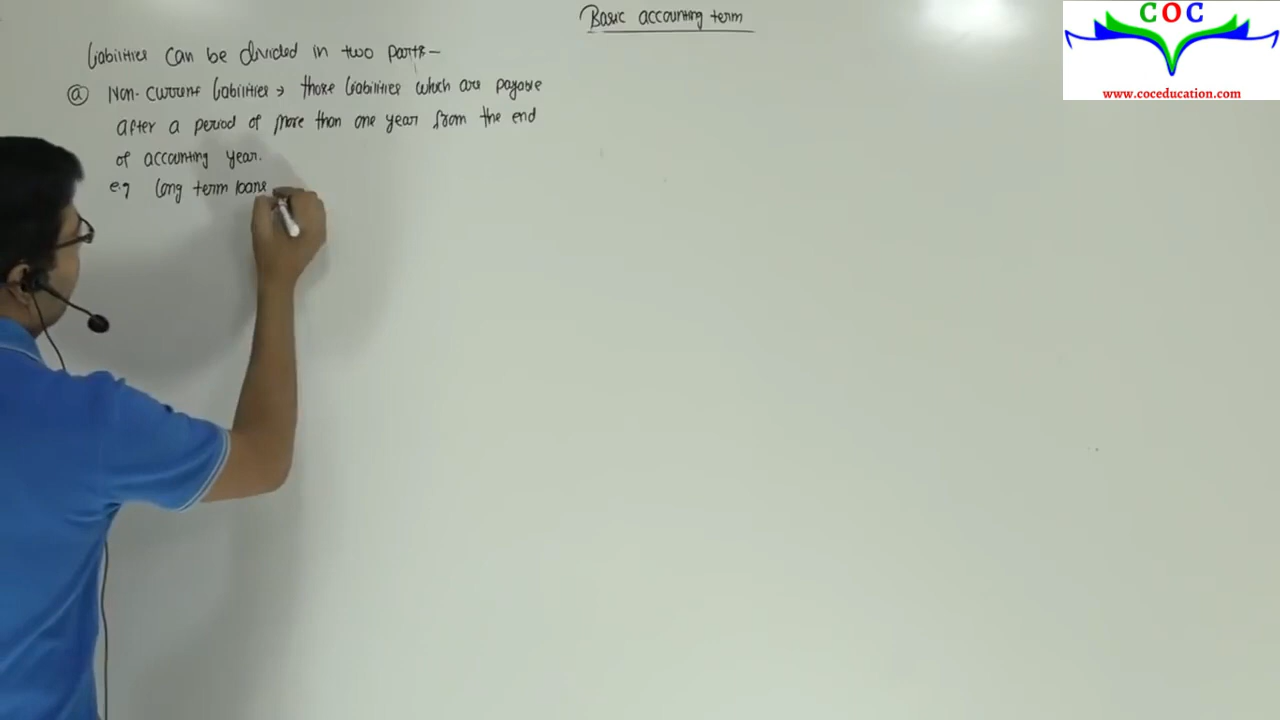 Basic accounting term
COC
www.coceducation.com
Liabilities can be divided in two parts-
ⓐ Non-current liabilities → those liabilities which are payable
after a period of more than one year from the end
of accounting year.
e.g Long term loans